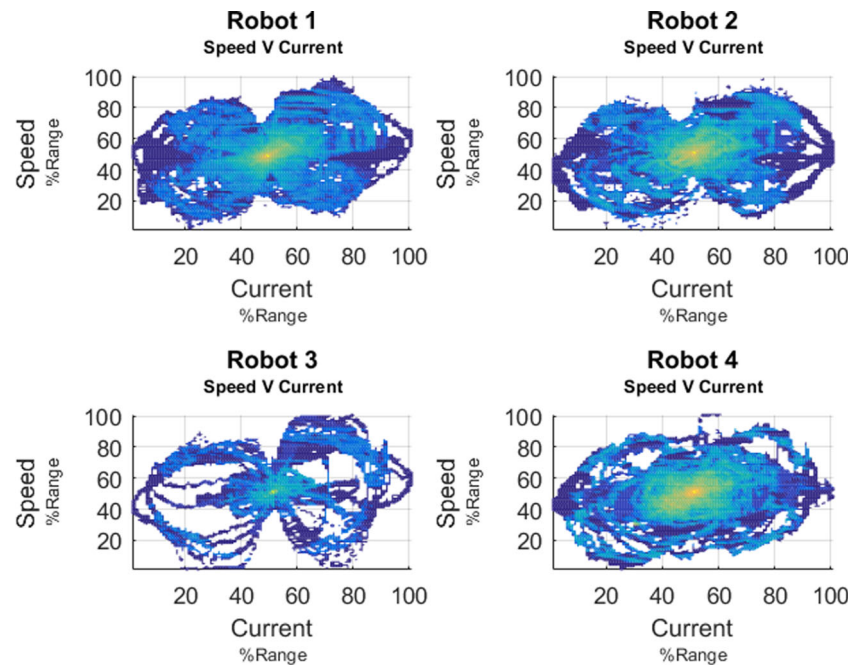 Robot 1
Speed V Current
100
80
60
40
20
Speed
%Range
20 40 60 80 100
Current
%Range
Robot 2
Speed V Current
100
80
60
40
20
Speed
%Range
20 40 60 80 100
Current
%Range
Robot 3
Speed V Current
100
80
60
40
20
Speed
%Range
20 40 60 80 100
Current
%Range
Robot 4
Speed V Current
100
80
60
40
20
Speed
%Range
20 40 60 80 100
Current
%Range